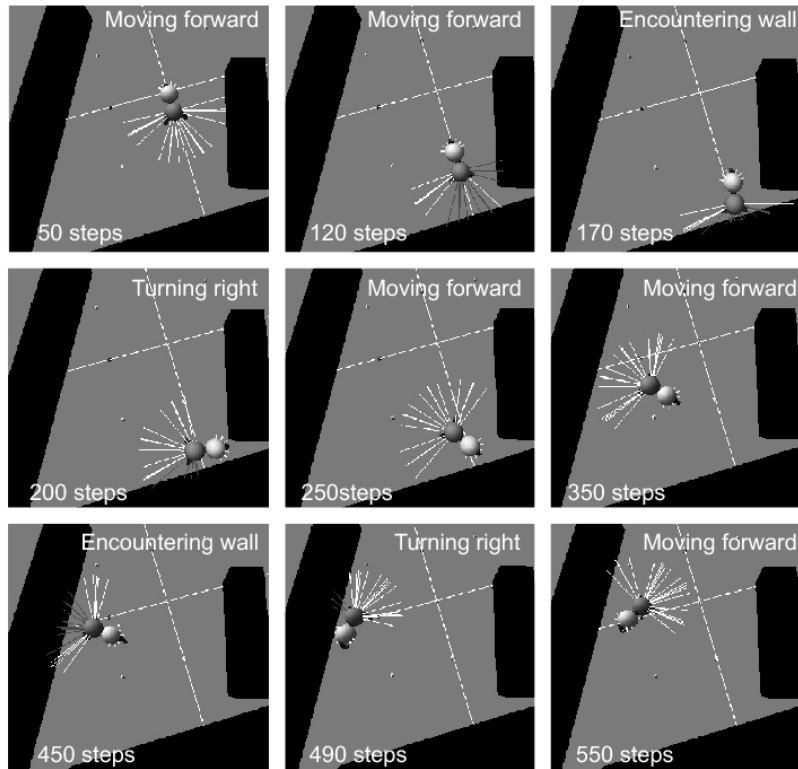 Moving forward
50 steps
Moving forward
120 steps
Encountering wall
170 steps
Turning right
200 steps
Moving forward
250steps
Moving forward
350 steps
Encountering wall
450 steps
Turning right
490 steps
Moving forward
550 steps